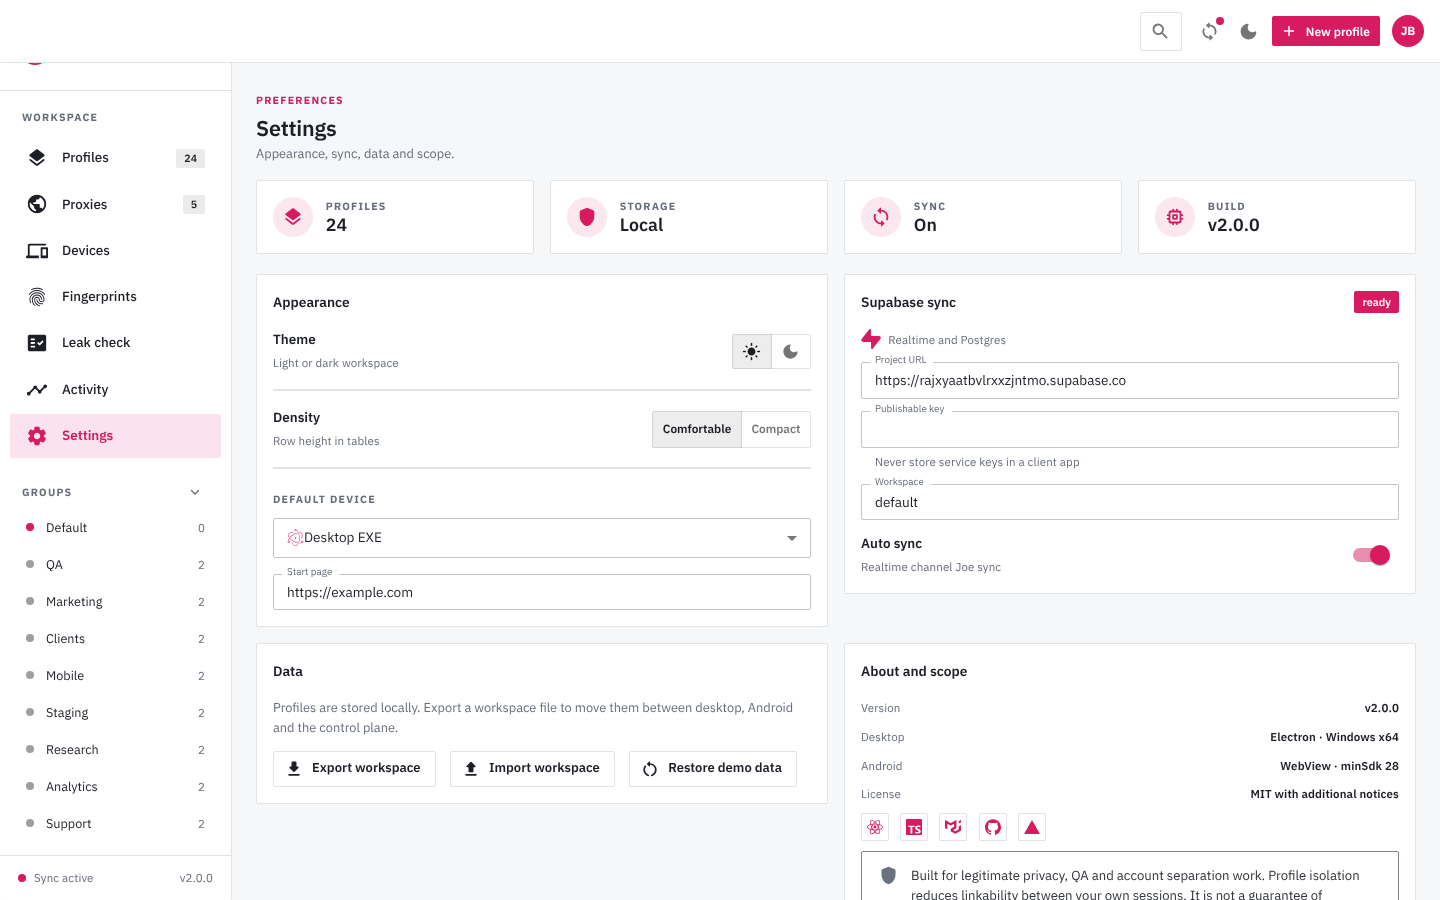 New profile
JB
WORKSPACE
Profiles 24
Proxies 5
Devices
Fingerprints
Leak check
Activity
Settings
GROUPS
Default 0
QA 2
Marketing 2
Clients 2
Mobile 2
Staging 2
Research 2
Analytics 2
Support 2
Sync active v2.0.0
PREFERENCES
Settings
Appearance, sync, data and scope.
PROFILES
24
STORAGE
Local
SYNC
On
BUILD
v2.0.0
Appearance
Theme
Light or dark workspace
Density
Row height in tables
Comfortable Compact
DEFAULT DEVICE
Desktop EXE
Start page
https://example.com
Supabase sync ready
Realtime and Postgres
Project URL
https://rajxyaatbvlrxxzjntmo.supabase.co
Publishable key
Never store service keys in a client app
Workspace
default
Auto sync
Realtime channel Joe sync
Data
Profiles are stored locally. Export a workspace file to move them between desktop, Android
and the control plane.
Export workspace Import workspace Restore demo data
About and scope
Version v2.0.0
Desktop Electron · Windows x64
Android WebView · minSdk 28
License MIT with additional notices
TS
Built for legitimate privacy, QA and account separation work. Profile isolation
reduces linkability between your own sessions. It is not a guarantee of